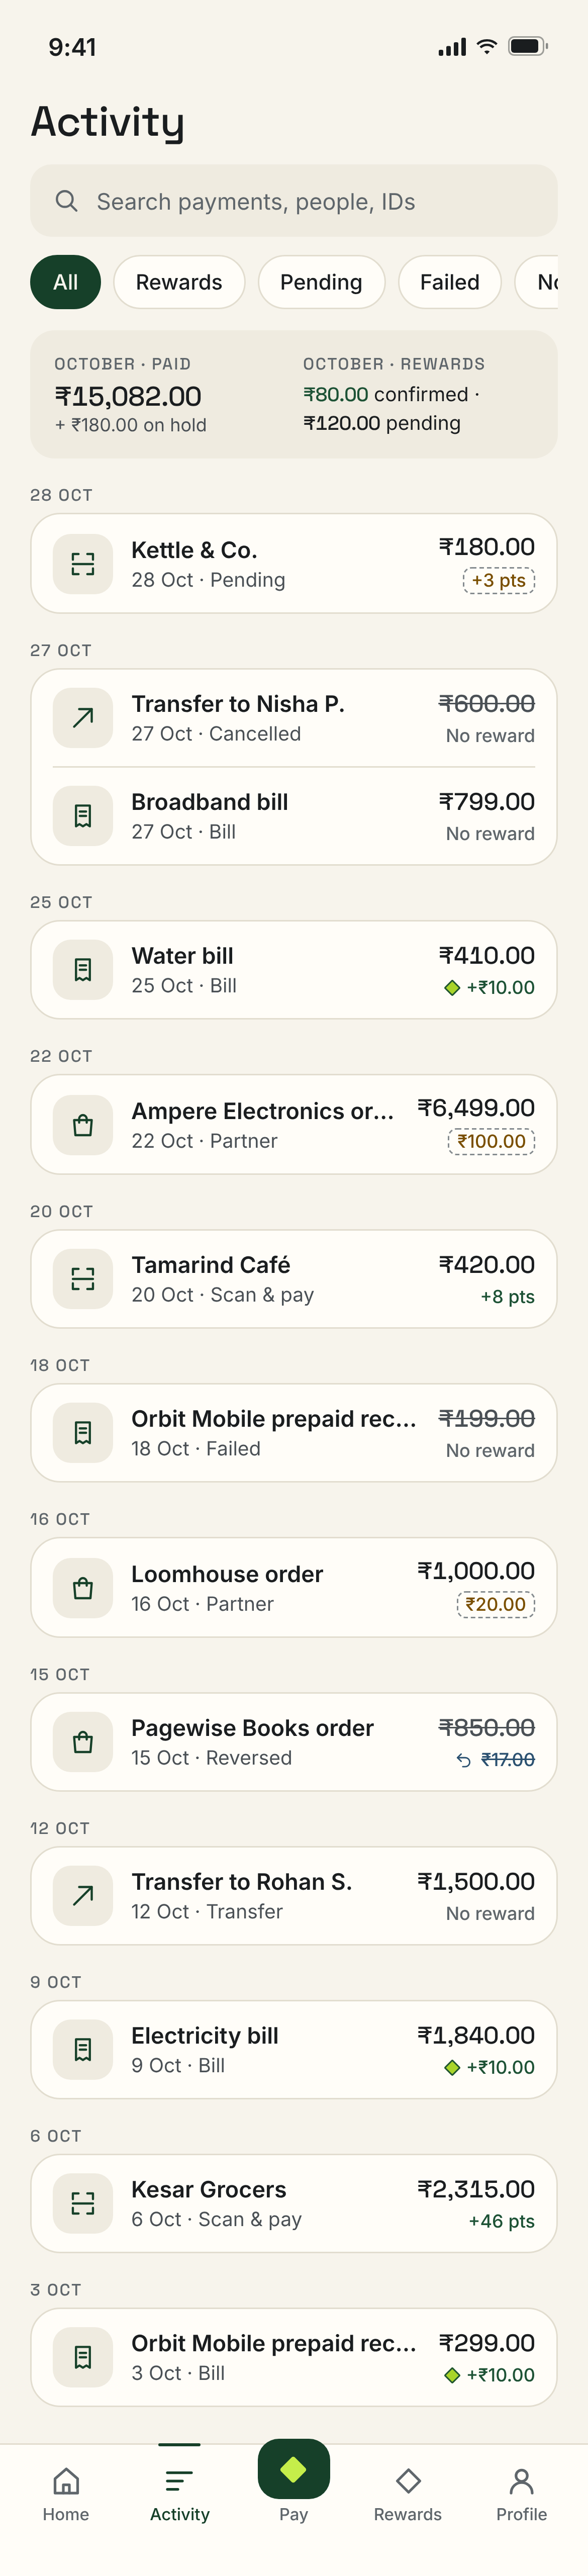 9:41
Activity
Search payments, people, IDs
All Rewards Pending Failed No
OCTOBER · PAID
₹15,082.00
+ ₹180.00 on hold
OCTOBER · REWARDS
₹80.00 confirmed ·
₹120.00 pending
28 OCT
Kettle & Co. ₹180.00
28 Oct · Pending +3 pts
27 OCT
Transfer to Nisha P. ₹600.00
27 Oct · Cancelled No reward
Broadband bill ₹799.00
27 Oct · Bill No reward
25 OCT
Water bill ₹410.00
25 Oct · Bill +₹10.00
22 OCT
Ampere Electronics or... ₹6,499.00
22 Oct · Partner ₹100.00
20 OCT
Tamarind Café ₹420.00
20 Oct · Scan & pay +8 pts
18 OCT
Orbit Mobile prepaid rec... ₹199.00
18 Oct · Failed No reward
16 OCT
Loomhouse order ₹1,000.00
16 Oct · Partner ₹20.00
15 OCT
Pagewise Books order ₹850.00
15 Oct · Reversed ₹17.00
12 OCT
Transfer to Rohan S. ₹1,500.00
12 Oct · Transfer No reward
9 OCT
Electricity bill ₹1,840.00
9 Oct · Bill +₹10.00
6 OCT
Kesar Grocers ₹2,315.00
6 Oct · Scan & pay +46 pts
3 OCT
Orbit Mobile prepaid rec... ₹299.00
3 Oct · Bill +₹10.00
Home Activity Pay Rewards Profile